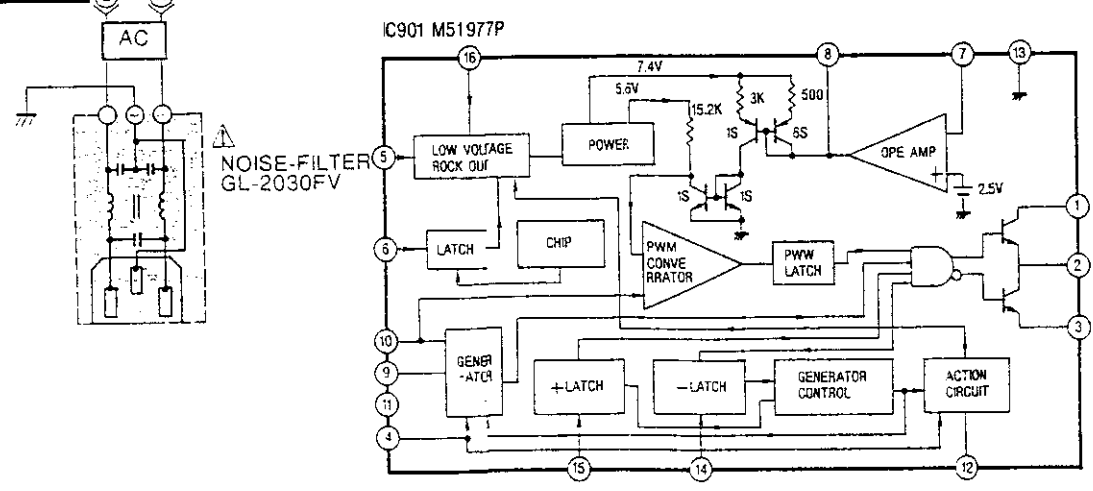 AC
NOISE-FILTER
GL-2030FV
IC901 M51977P
16
8
7
13
7.4V
5.6V
15.2K
3K
500
1S
6S
5
LOW VOLTAGE
ROCK OUT
POWER
OPE AMP
+
2.5V
1S
1S
1
6
LATCH
CHIP
PWM
CONVE
RRATOR
PWW
LATCH
2
3
10
9
11
4
GENER
-ATOR
+LATCH
-LATCH
GENERATOR
CONTROL
ACTION
CIRCUIT
15
14
12